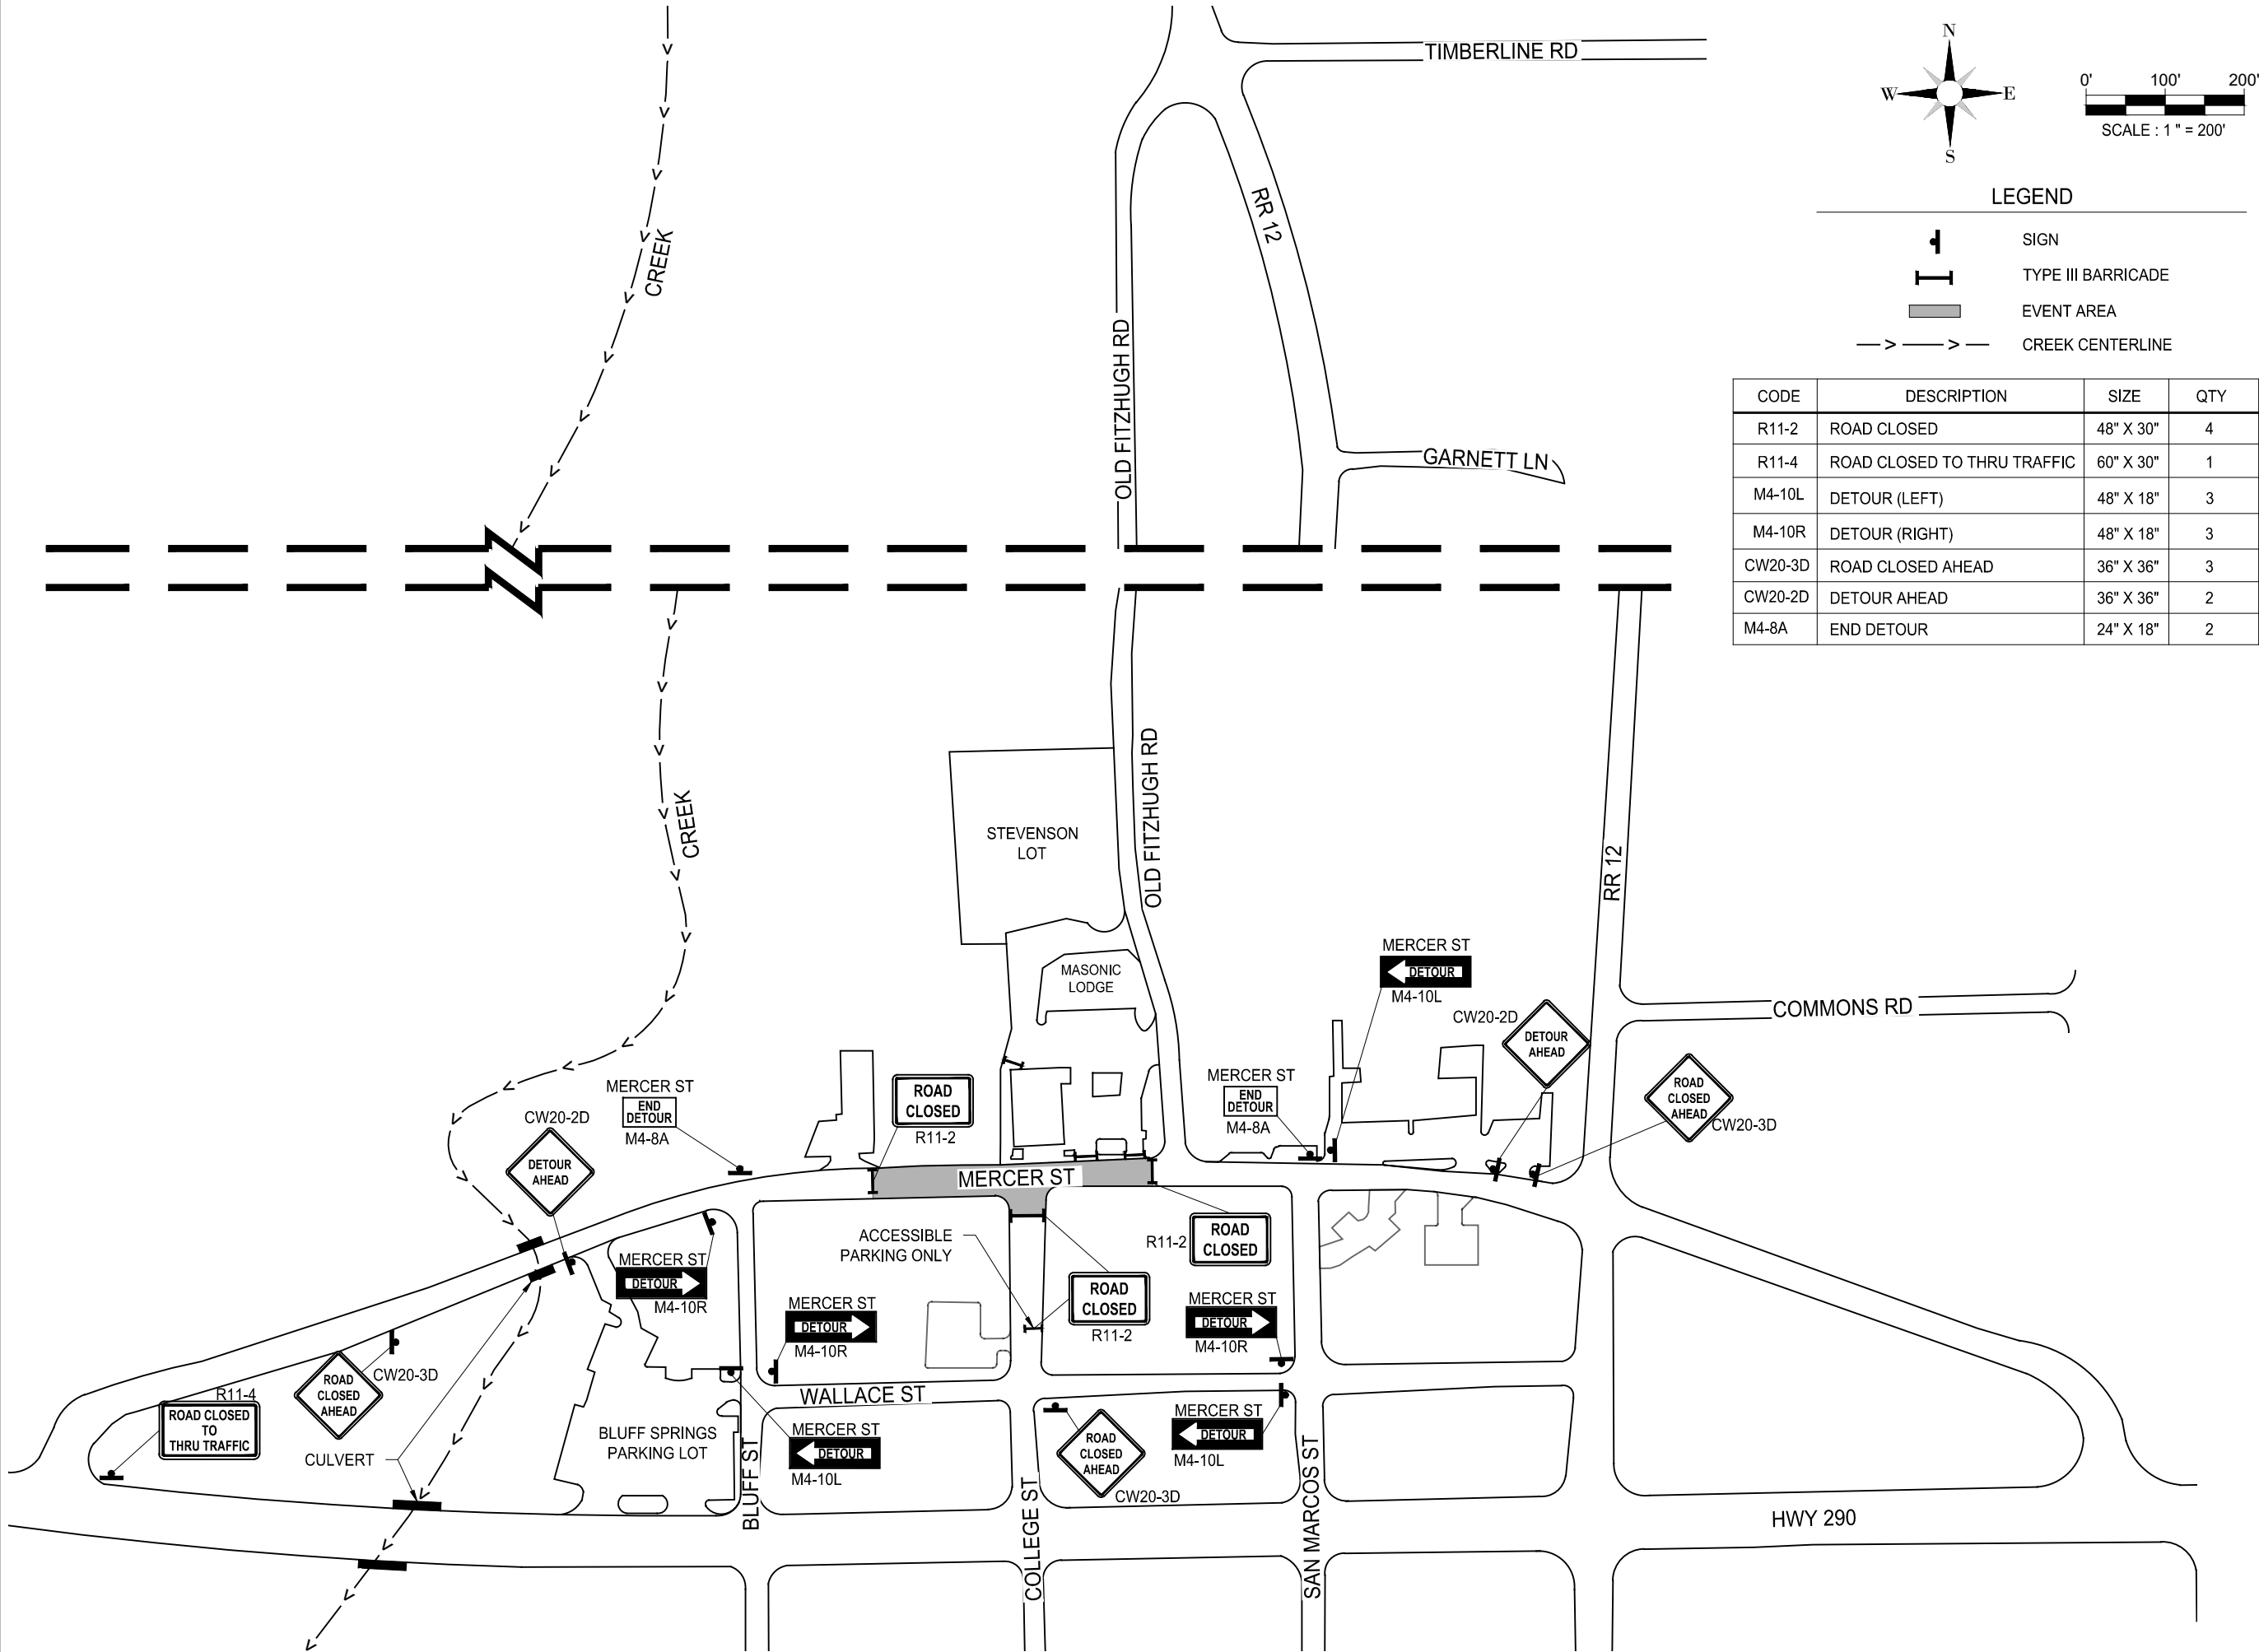 TIMBERLINE RD
N
W
E
S
0' 100' 200'
SCALE : 1 " = 200'
RR 12
CREEK
OLD FITZHUGH RD
GARNETT LN
LEGEND
SIGN
TYPE III BARRICADE
EVENT AREA
CREEK CENTERLINE
CODE DESCRIPTION SIZE QTY
R11-2 ROAD CLOSED 48" X 30" 4
R11-4 ROAD CLOSED TO THRU TRAFFIC 60" X 30" 1
M4-10L DETOUR (LEFT) 48" X 18" 3
M4-10R DETOUR (RIGHT) 48" X 18" 3
CW20-3D ROAD CLOSED AHEAD 36" X 36" 3
CW20-2D DETOUR AHEAD 36" X 36" 2
M4-8A END DETOUR 24" X 18" 2
CREEK
STEVENSON
LOT
OLD FITZHUGH RD
RR 12
MASONIC
LODGE
MERCER ST
DETOUR
M4-10L
CW20-2D
DETOUR
AHEAD
COMMONS RD
ROAD
CLOSED
AHEAD
CW20-3D
MERCER ST
END
DETOUR
M4-8A
ROAD
CLOSED
R11-2
MERCER ST
END
DETOUR
M4-8A
CW20-2D
DETOUR
AHEAD
MERCER ST
ACCESSIBLE
PARKING ONLY
R11-2
ROAD
CLOSED
MERCER ST
DETOUR
M4-10R
ROAD
CLOSED
R11-2
MERCER ST
DETOUR
M4-10R
MERCER ST
DETOUR
M4-10R
ROAD
CLOSED
AHEAD
CW20-3D
R11-4
ROAD CLOSED
TO
THRU TRAFFIC
CULVERT
WALLACE ST
BLUFF SPRINGS
PARKING LOT
BLUFF ST
MERCER ST
DETOUR
M4-10L
ROAD
CLOSED
AHEAD
CW20-3D
MERCER ST
DETOUR
M4-10L
COLLEGE ST
SAN MARCOS ST
HWY 290